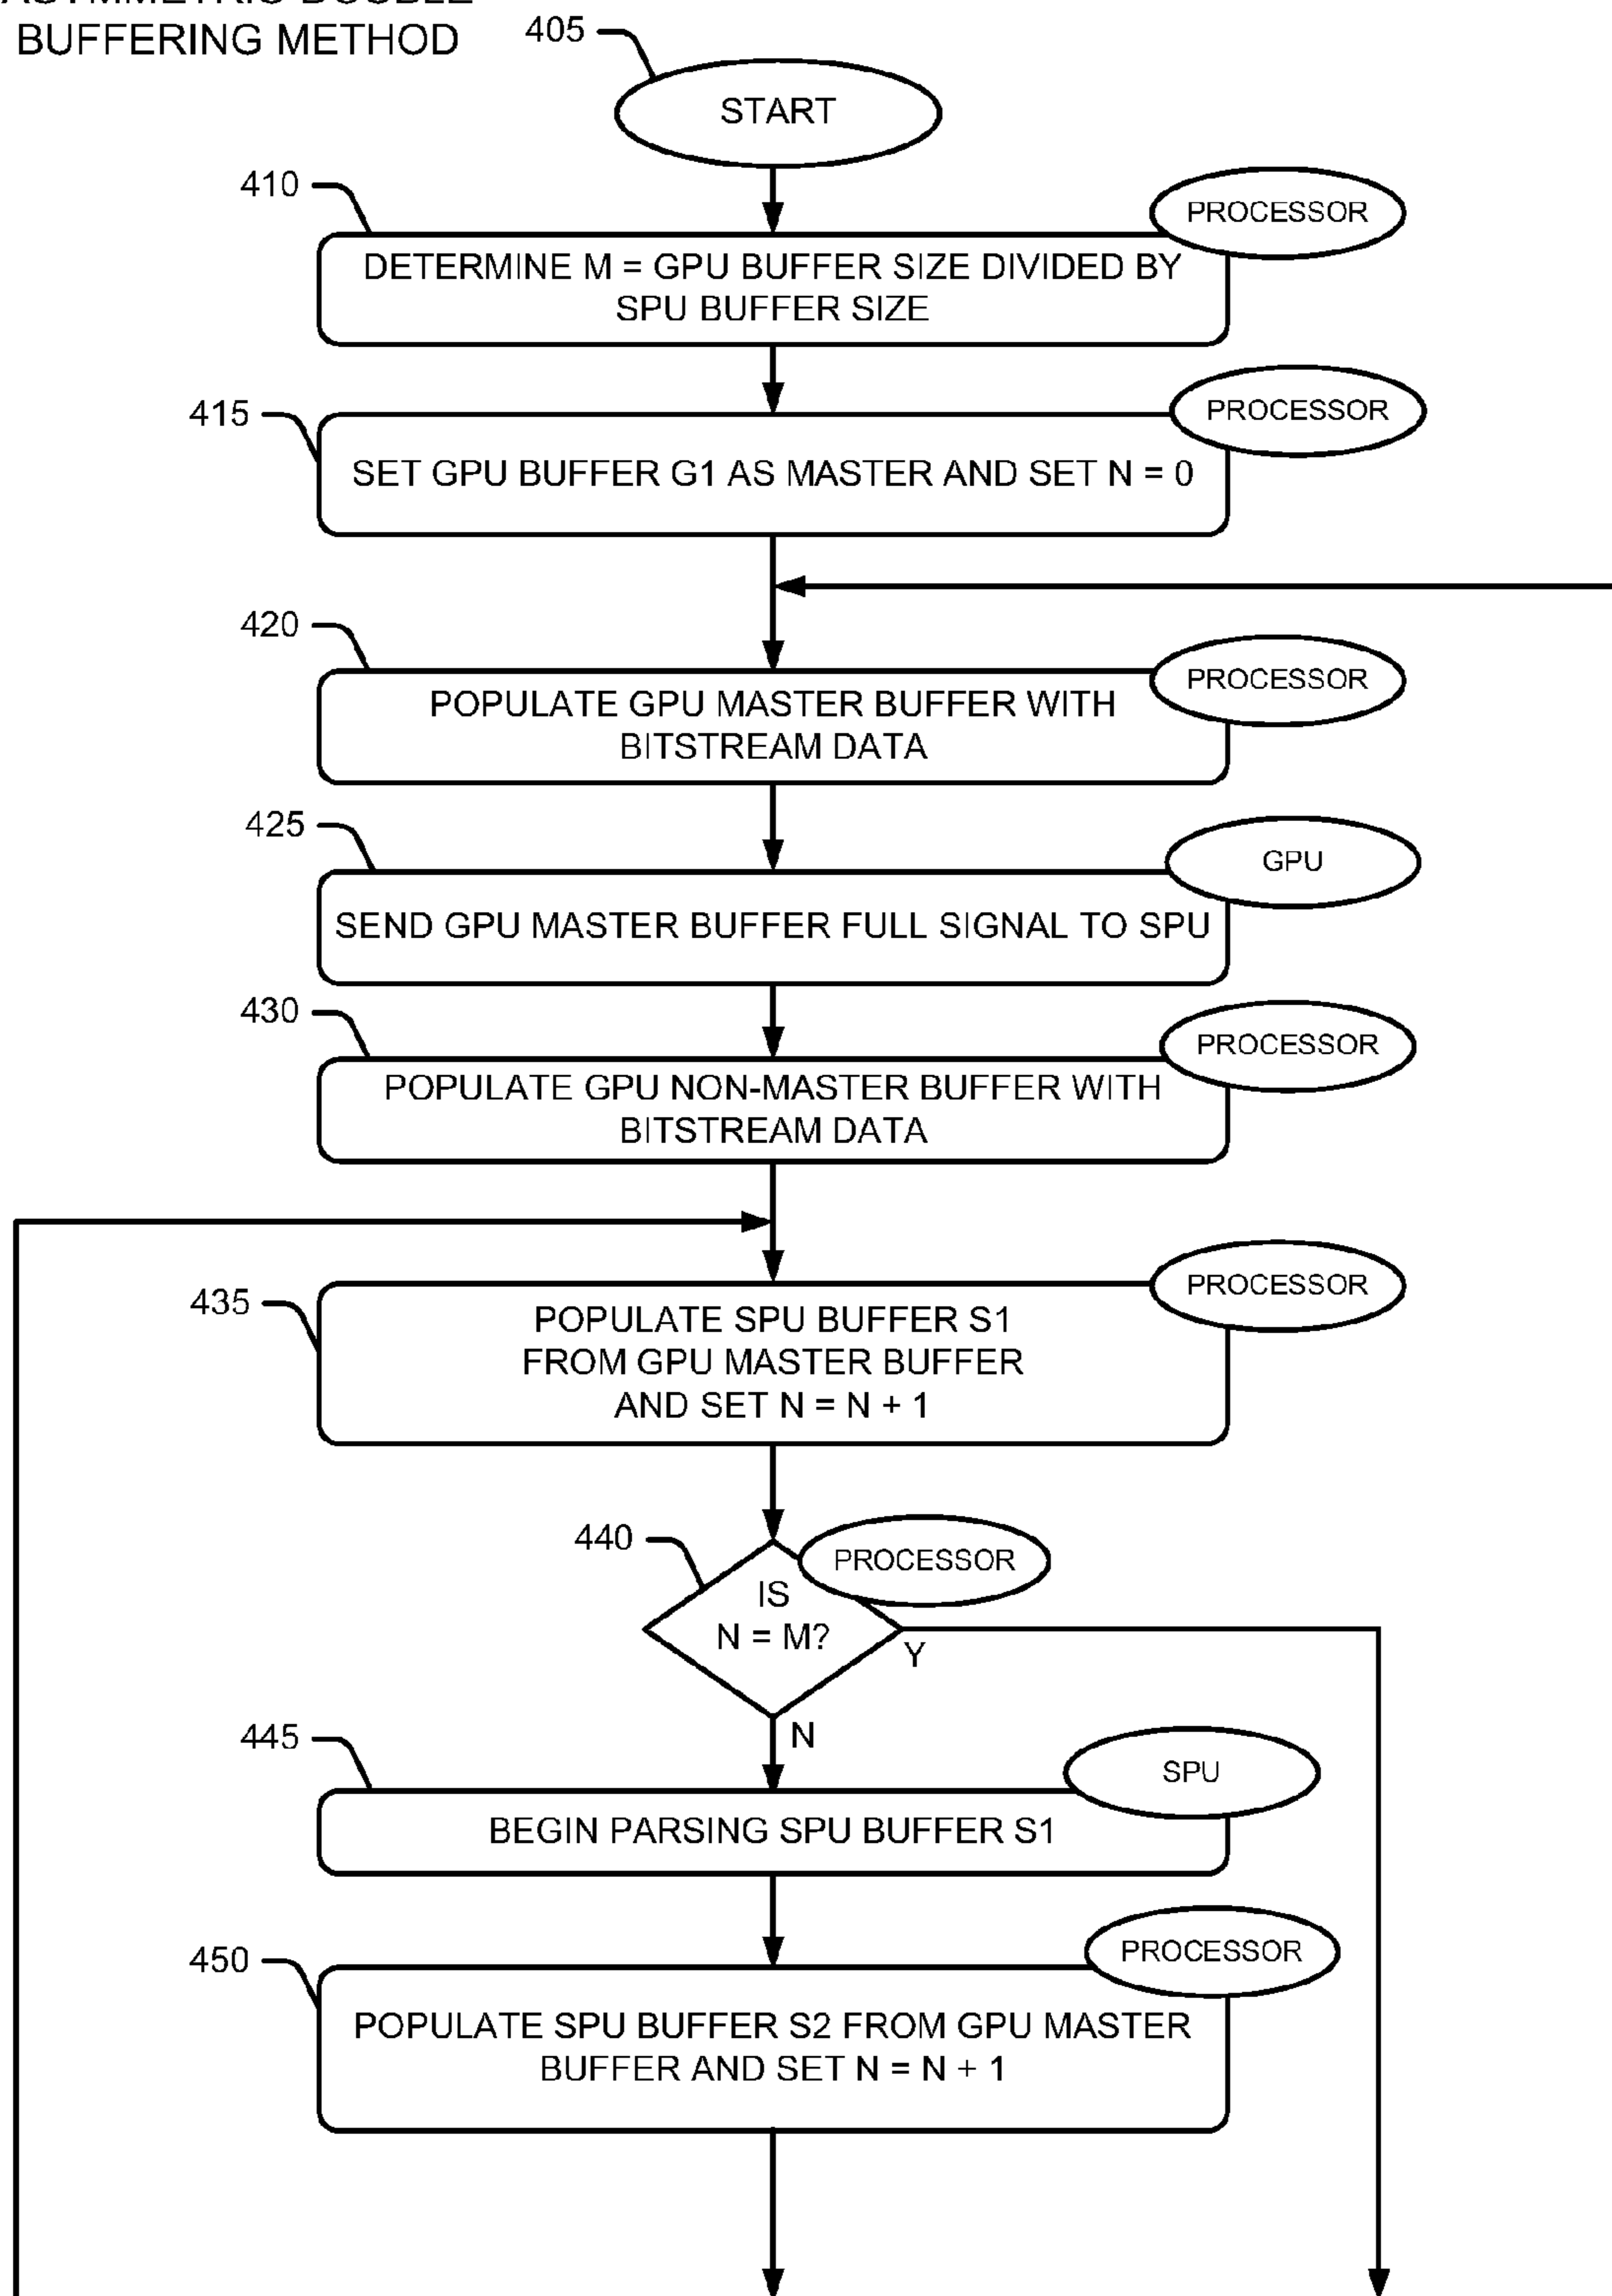 BUFFERING METHOD
405
START
410
PROCESSOR
DETERMINE M = GPU BUFFER SIZE DIVIDED BY
SPU BUFFER SIZE
415
PROCESSOR
SET GPU BUFFER G1 AS MASTER AND SET N = 0
420
PROCESSOR
POPULATE GPU MASTER BUFFER WITH
BITSTREAM DATA
425
GPU
SEND GPU MASTER BUFFER FULL SIGNAL TO SPU
430
PROCESSOR
POPULATE GPU NON-MASTER BUFFER WITH
BITSTREAM DATA
435
PROCESSOR
POPULATE SPU BUFFER S1
FROM GPU MASTER BUFFER
AND SET N = N + 1
440
PROCESSOR
IS
N = M?
Y
N
445
SPU
BEGIN PARSING SPU BUFFER S1
450
PROCESSOR
POPULATE SPU BUFFER S2 FROM GPU MASTER
BUFFER AND SET N = N + 1